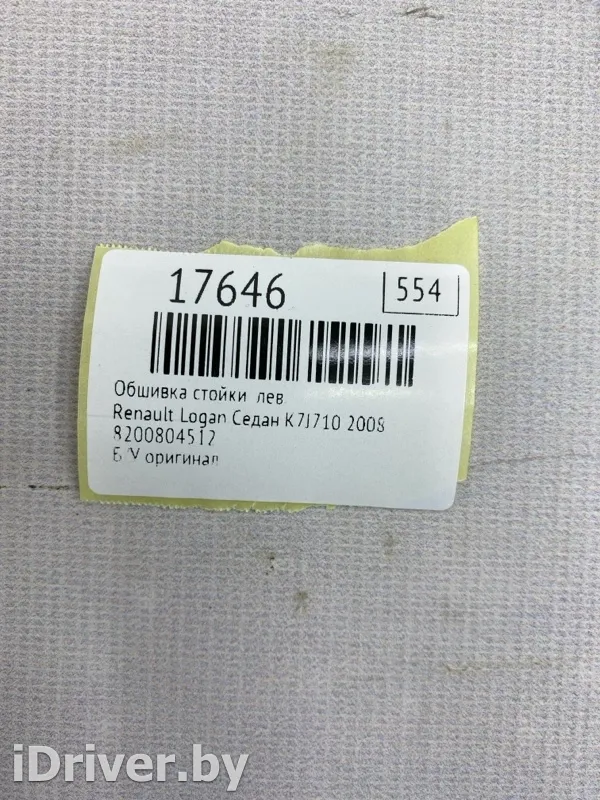 17646
554
Обшивка стойки лев
Renault Logan Седан K7J710 2008
8200804512
Б/У оригинал
iDriver.by